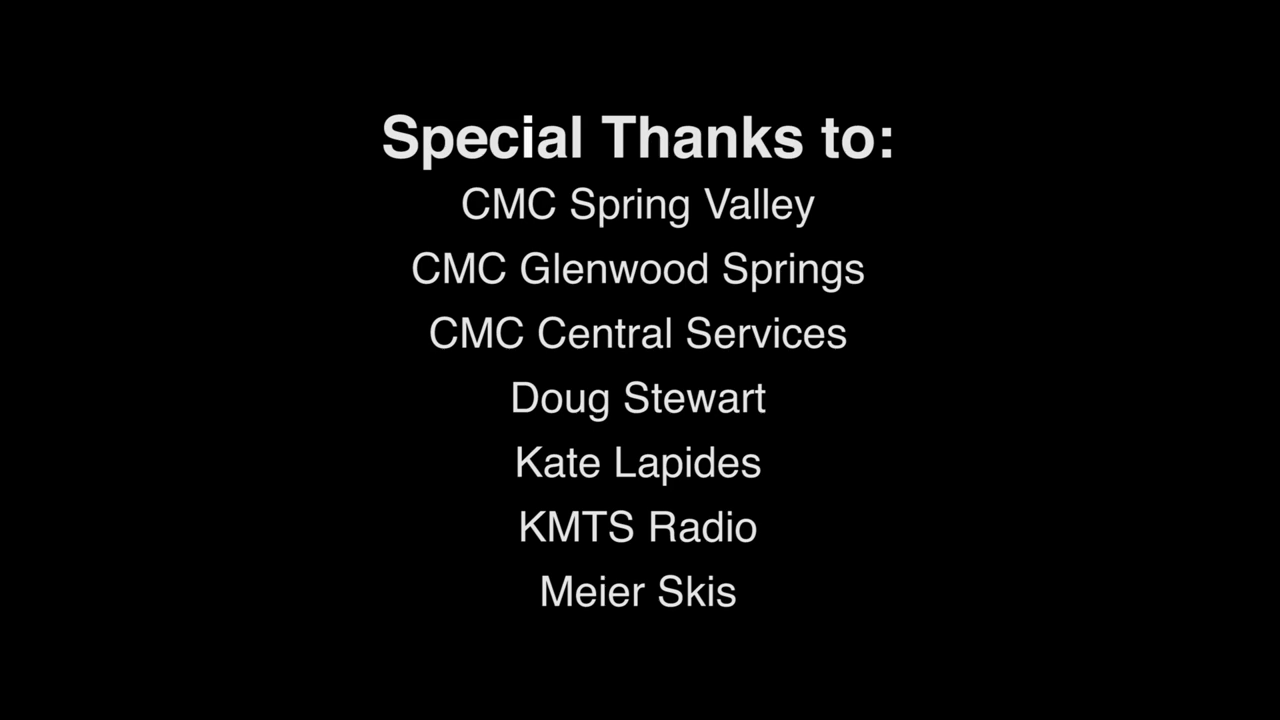 Special Thanks to:
CMC Spring Valley
CMC Glenwood Springs
CMC Central Services
Doug Stewart
Kate Lapides
KMTS Radio
Meier Skis